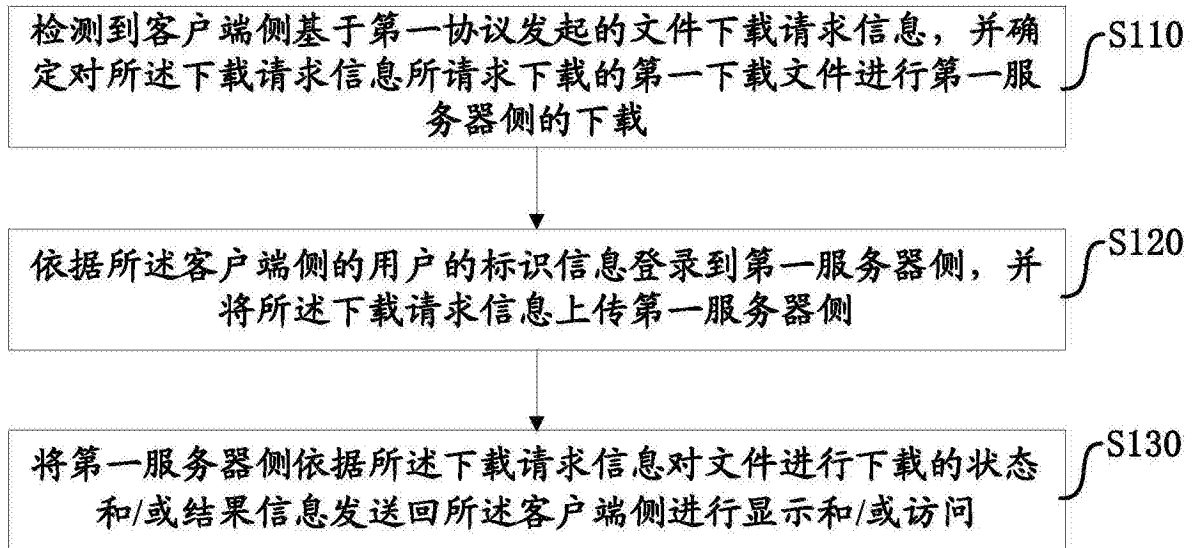 检测到客户端侧基于第一协议发起的文件下载请求信息，并确
定对所述下载请求信息所请求下载的第一下载文件进行第一服
务器侧的下载
S110
依据所述客户端侧的用户的标识信息登录到第一服务器侧，并
将所述下载请求信息上传第一服务器侧
S120
将第一服务器侧依据所述下载请求信息对文件进行下载的状态
和/或结果信息发送回所述客户端侧进行显示和/或访问
S130